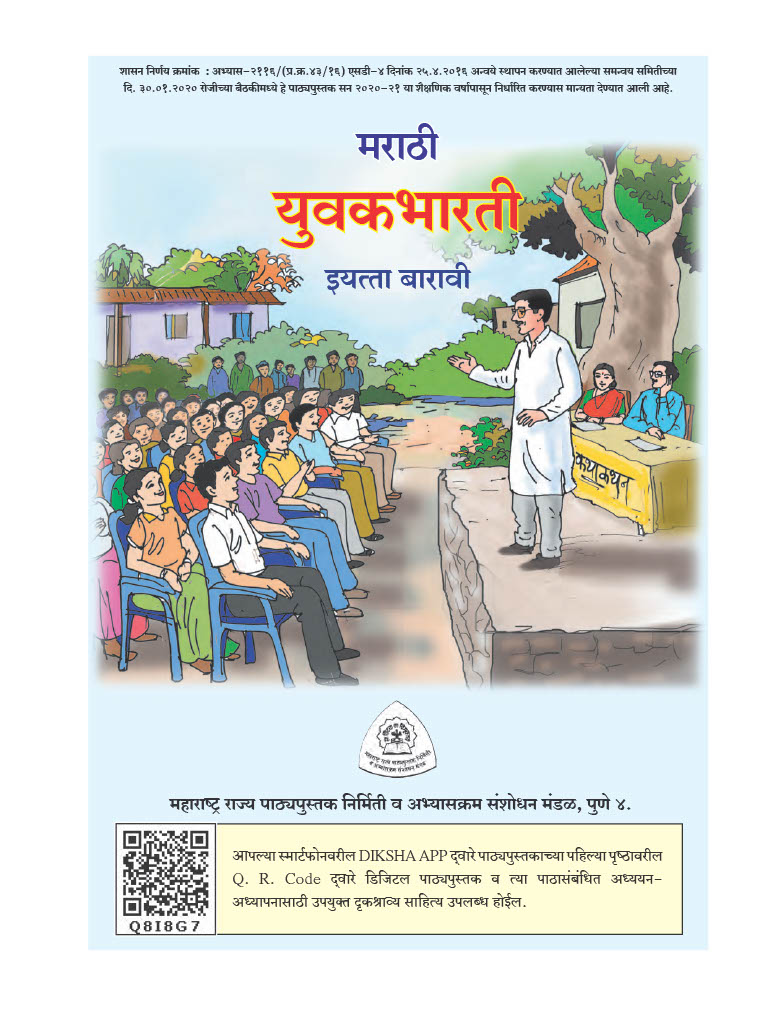 शासन निर्णय क्रमांक : अभ्यास-२११६/(प्र.क्र.४३/१६) एसडी-४ दिनांक २५.४.२०१६ अन्वये स्थापन करण्यात आलेल्या समन्वय समितीच्या
दि. ३०.०१.२०२० रोजीच्या बैठकीमध्ये हे पाठ्यपुस्तक सन २०२०-२१ या शैक्षणिक वर्षापासून निर्धारित करण्यास मान्यता देण्यात आली आहे.
मराठी
युवकभारती
इयत्ता बारावी
कथाकथन
महाराष्ट्र राज्य पाठ्यपुस्तक निर्मिती
व अभ्यासक्रम संशोधन मंडळ
महाराष्ट्र राज्य पाठ्यपुस्तक निर्मिती व अभ्यासक्रम संशोधन मंडळ, पुणे ४.
आपल्या स्मार्टफोनवरील DIKSHA APP द्वारे पाठ्यपुस्तकाच्या पहिल्या पृष्ठावरील
Q. R. Code द्वारे डिजिटल पाठ्यपुस्तक व त्या पाठासंबंधित अध्ययन-
अध्यापनासाठी उपयुक्त दृकश्राव्य साहित्य उपलब्ध होईल.
Q8I8G7